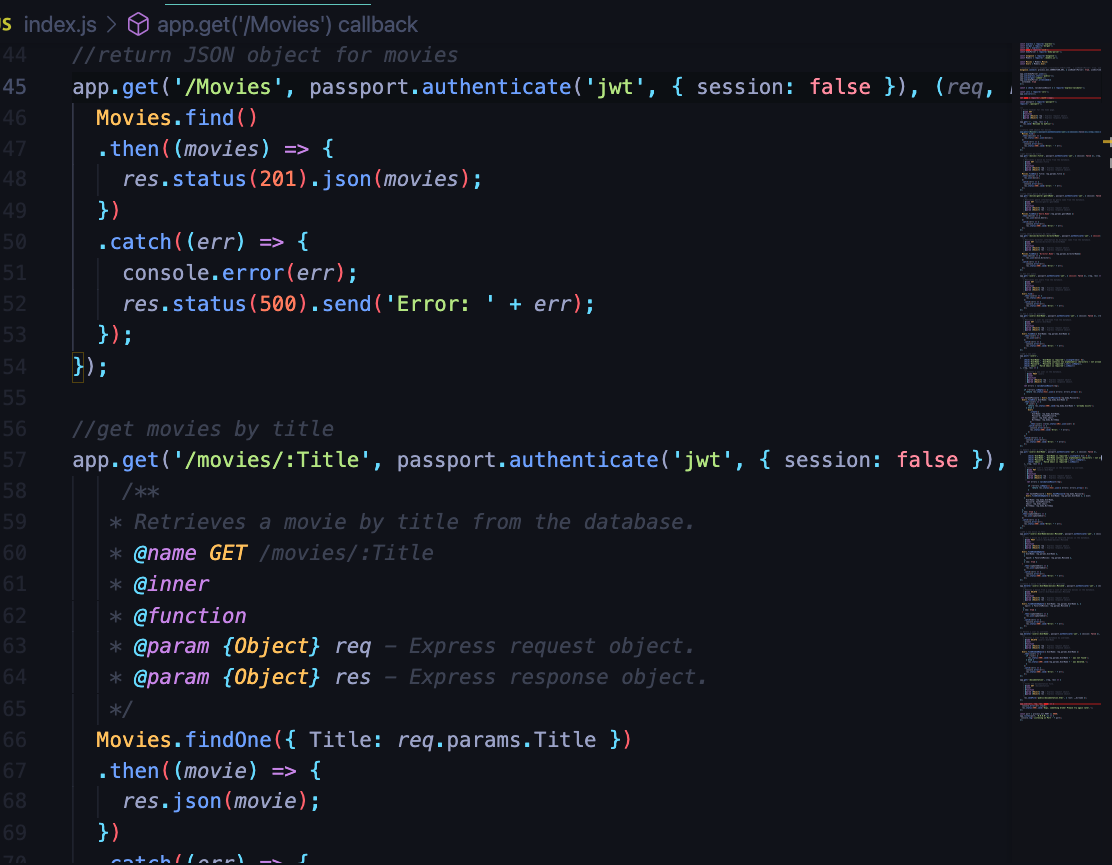 JS index.js > app.get('/Movies') callback
44 //return JSON object for movies
45 app.get('/Movies', passport.authenticate('jwt', { session: false }), (req,
46 Movies.find()
47 .then((movies) => {
48 res.status(201).json(movies);
49 })
50 .catch((err) => {
51 console.error(err);
52 res.status(500).send('Error: ' + err);
53 });
54 });
55
56 //get movies by title
57 app.get('/movies/:Title', passport.authenticate('jwt', { session: false }),
58 /**
59 * Retrieves a movie by title from the database.
60 * @name GET /movies/:Title
61 * @inner
62 * @function
63 * @param {Object} req – Express request object.
64 * @param {Object} res – Express response object.
65 */
66 Movies.findOne({ Title: req.params.Title })
67 .then((movie) => {
68 res.json(movie);
69 })
70 .catch((err) => {